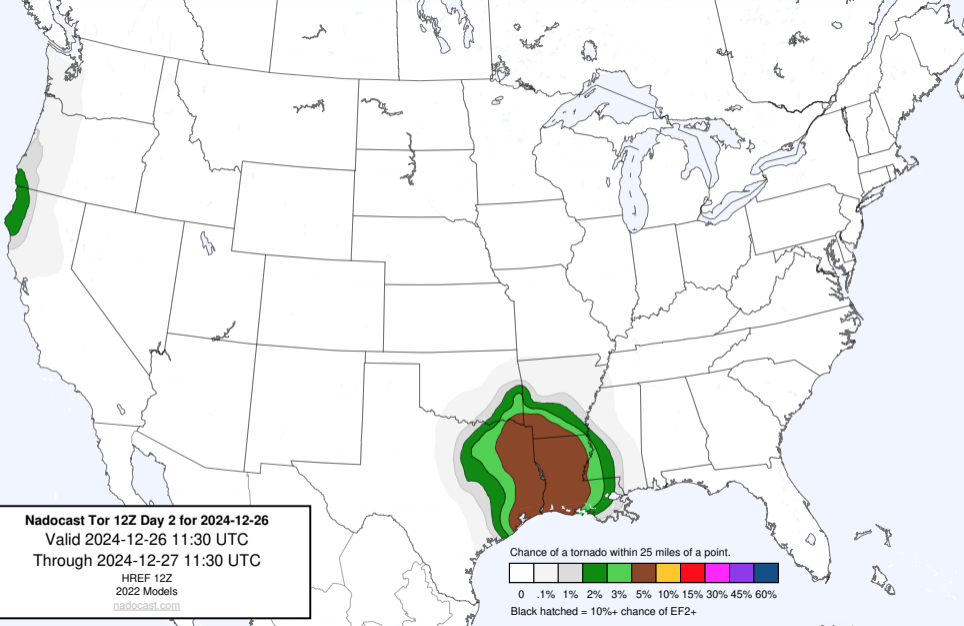 Nadocast Tor 12Z Day 2 for 2024-12-26
Valid 2024-12-26 11:30 UTC
Through 2024-12-27 11:30 UTC
HREF 12Z
2022 Models
nadocast.com
Chance of a tornado within 25 miles of a point.
0 .1% 1% 2% 3% 5% 10% 15% 30% 45% 60%
Black hatched = 10%+ chance of EF2+